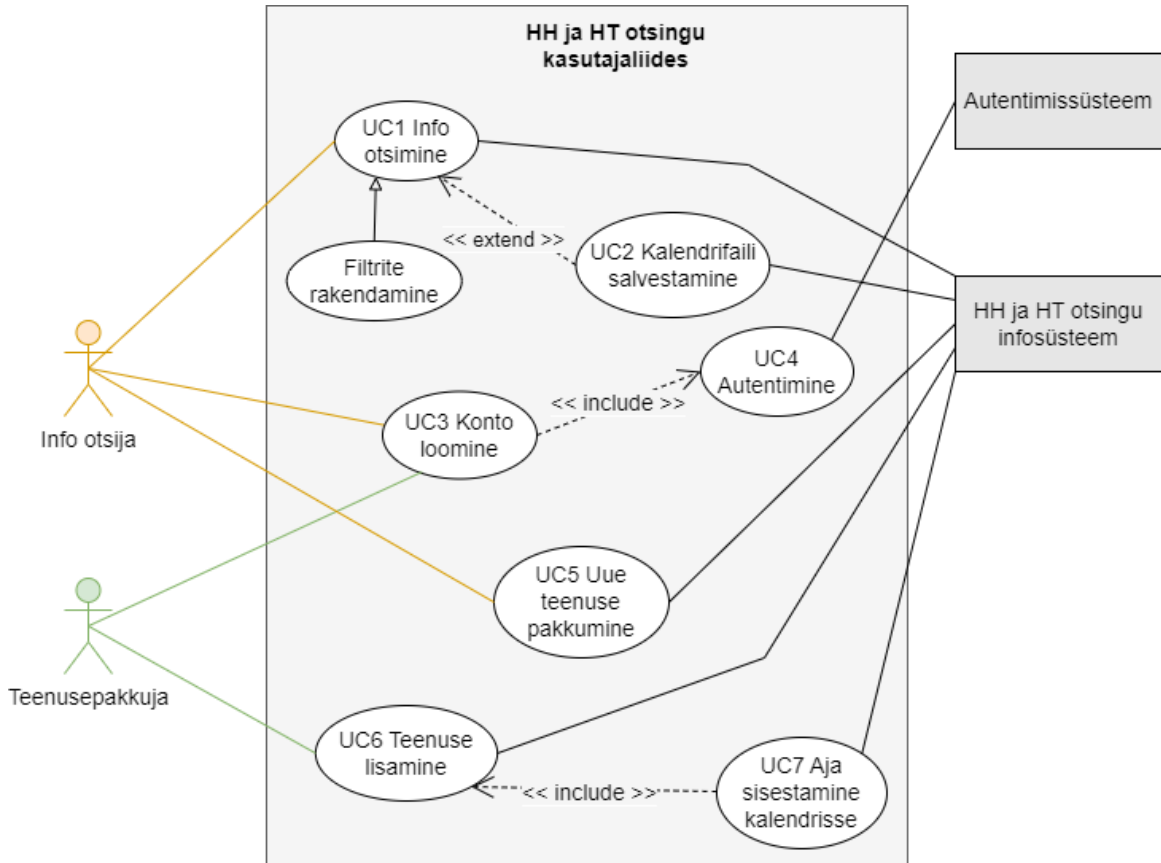 HH ja HT otsingu
kasutajaliides
Autentimissüsteem
UC1 Info
otsimine
<< extend >>
UC2 Kalendrifaili
salvestamine
Filtrite
rakendamine
HH ja HT otsingu
infosüsteem
UC4
Autentimine
<< include >>
UC3 Konto
loomine
Info otsija
UC5 Uue
teenuse
pakkumine
Teenusepakkuja
UC6 Teenuse
lisamine
<< include >>
UC7 Aja
sisestamine
kalendrisse